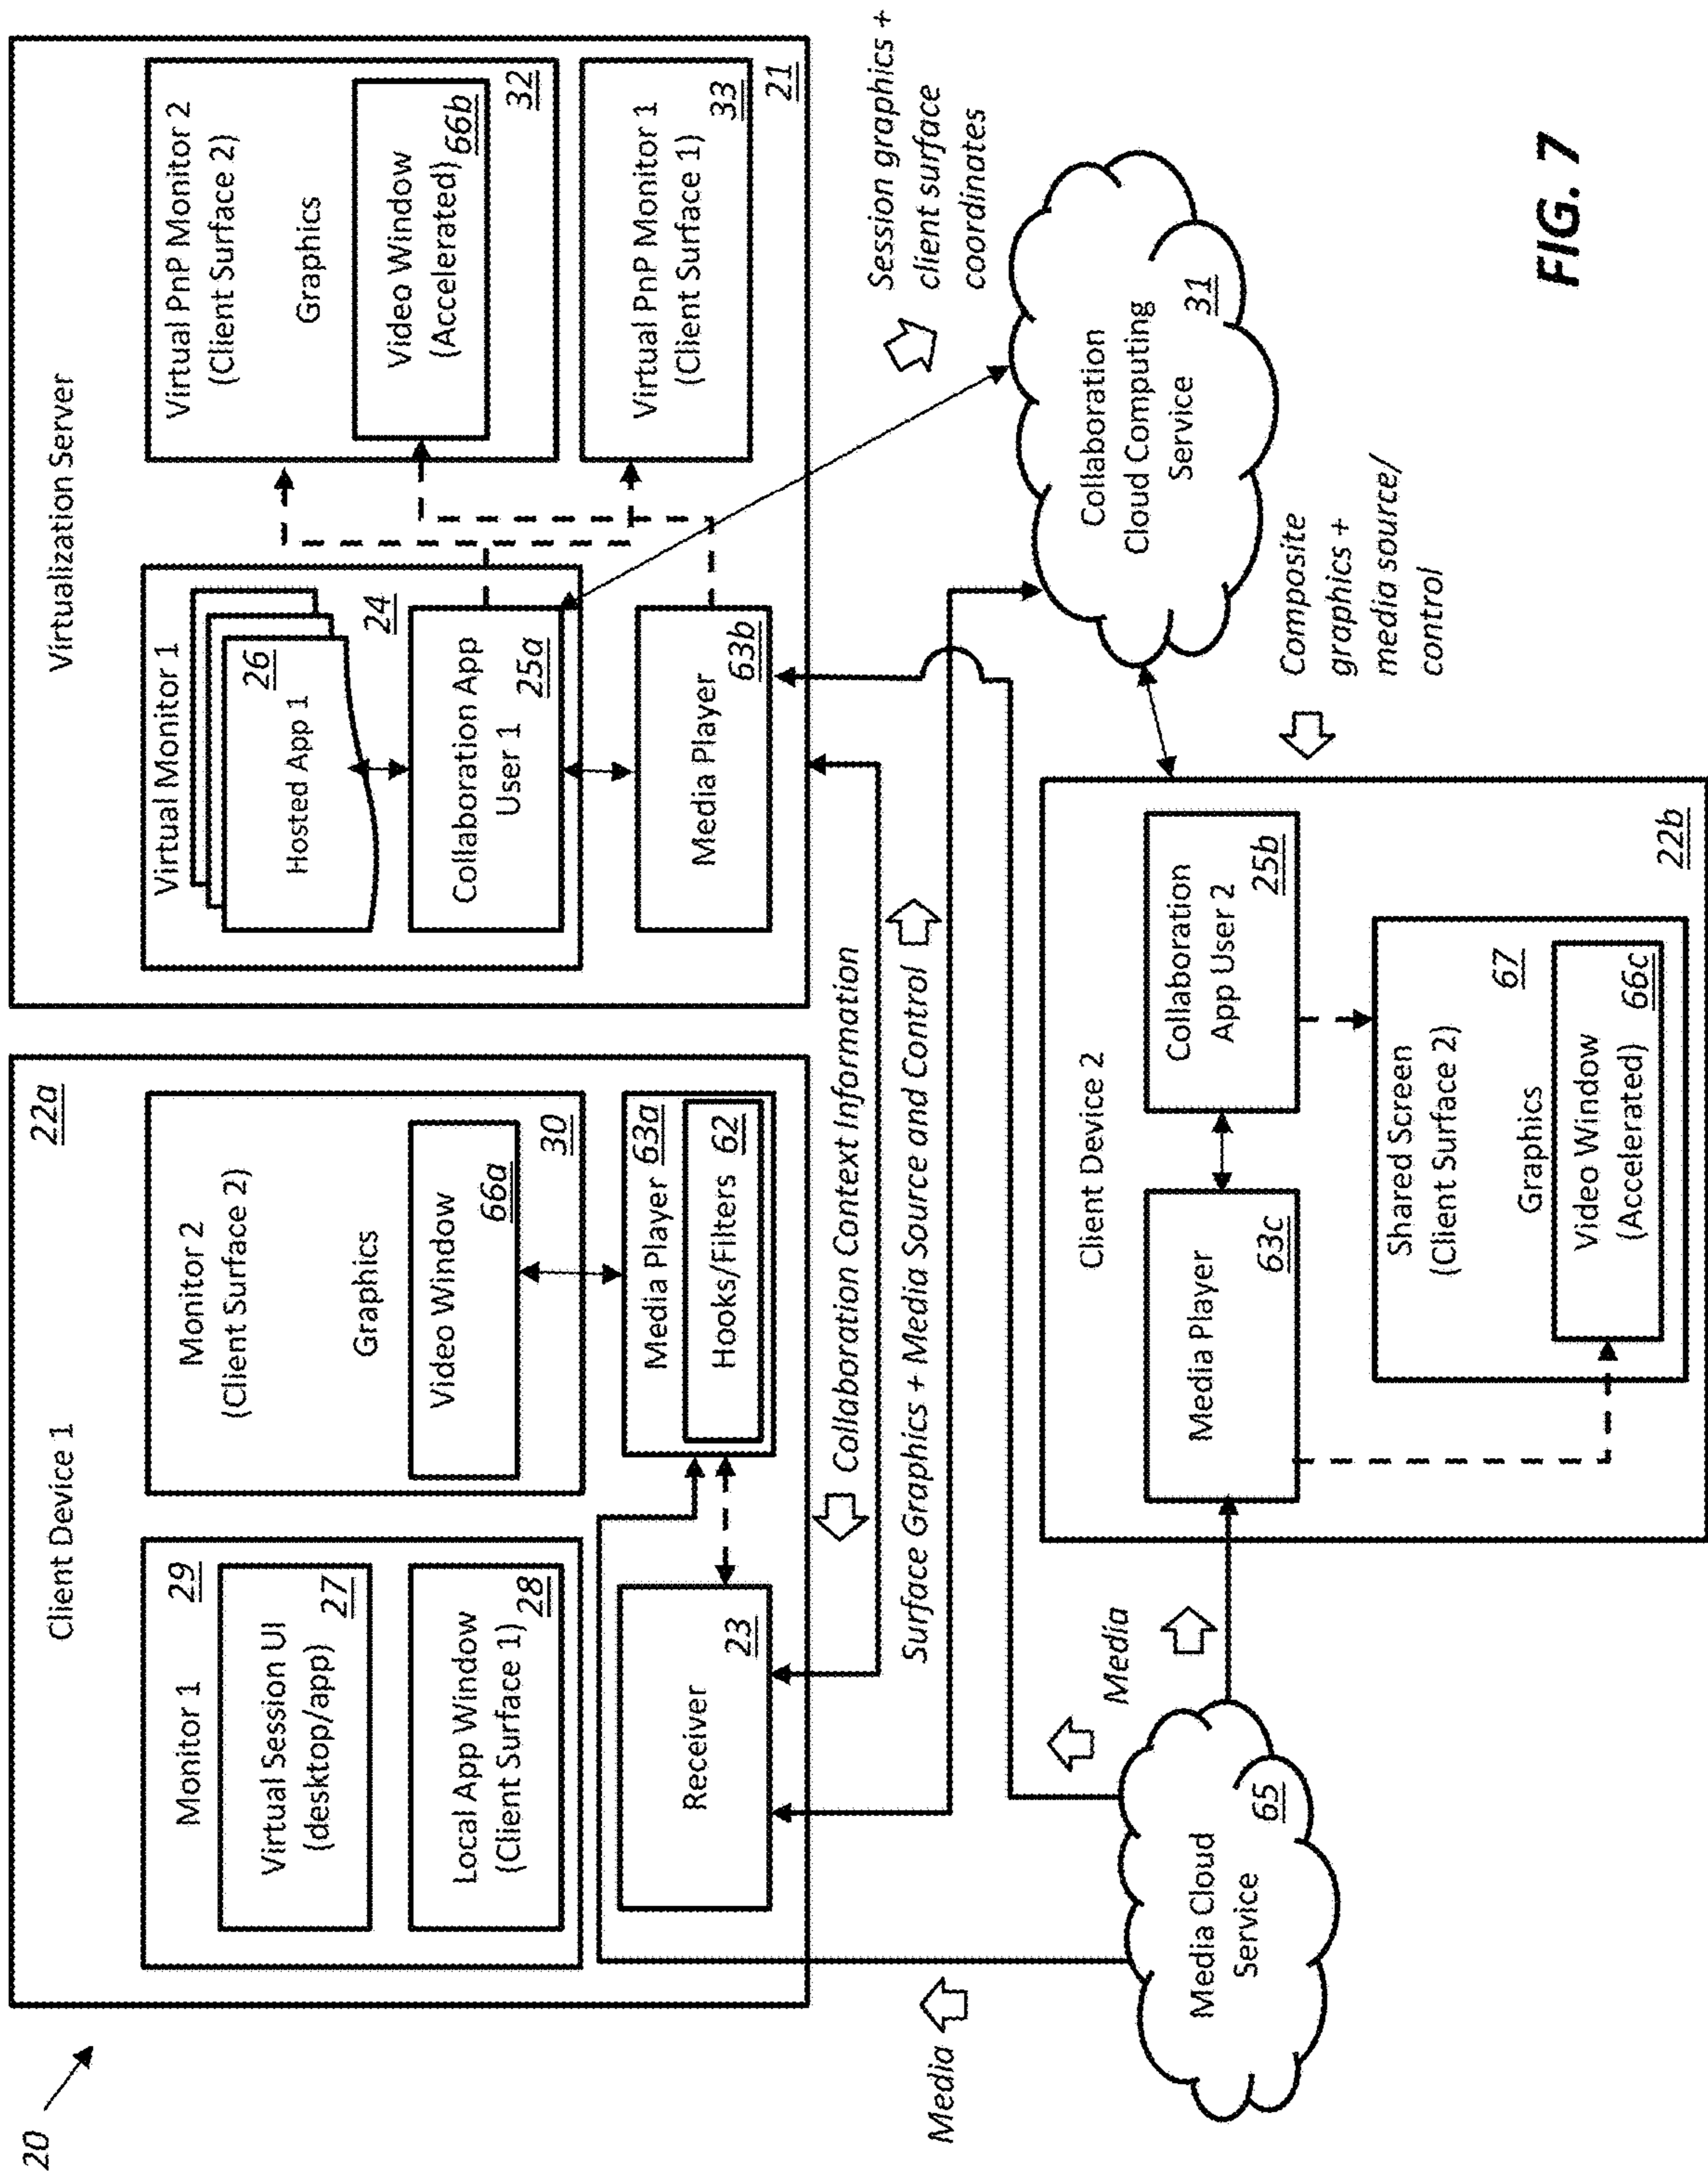 20
Client Device 1
22a
Monitor 1
29
Virtual Session UI
(desktop/app)
27
Local App Window
(Client Surface 1)
28
Monitor 2
(Client Surface 2)
Graphics
Video Window
66a
30
Receiver
23
Media Player
63a
Hooks/Filters
62
Virtualization Server
Virtual Monitor 1
26
Hosted App 1
24
Collaboration App
User 1
25a
Media Player
63b
Virtual PnP Monitor 2
(Client Surface 2)
Graphics
Video Window
(Accelerated)
66b
32
Virtual PnP Monitor 1
(Client Surface 1)
33
21
Collaboration Context Information
Surface Graphics + Media Source and Control
Session graphics +
client surface
coordinates
Media
Media
Media Cloud
Service
65
Collaboration
Cloud Computing
Service
31
Composite
graphics +
media source/
control
Client Device 2
Media Player
63c
Collaboration
App User 2
25b
Shared Screen
(Client Surface 2)
67
Graphics
Video Window
(Accelerated)
66c
22b
FIG. 7